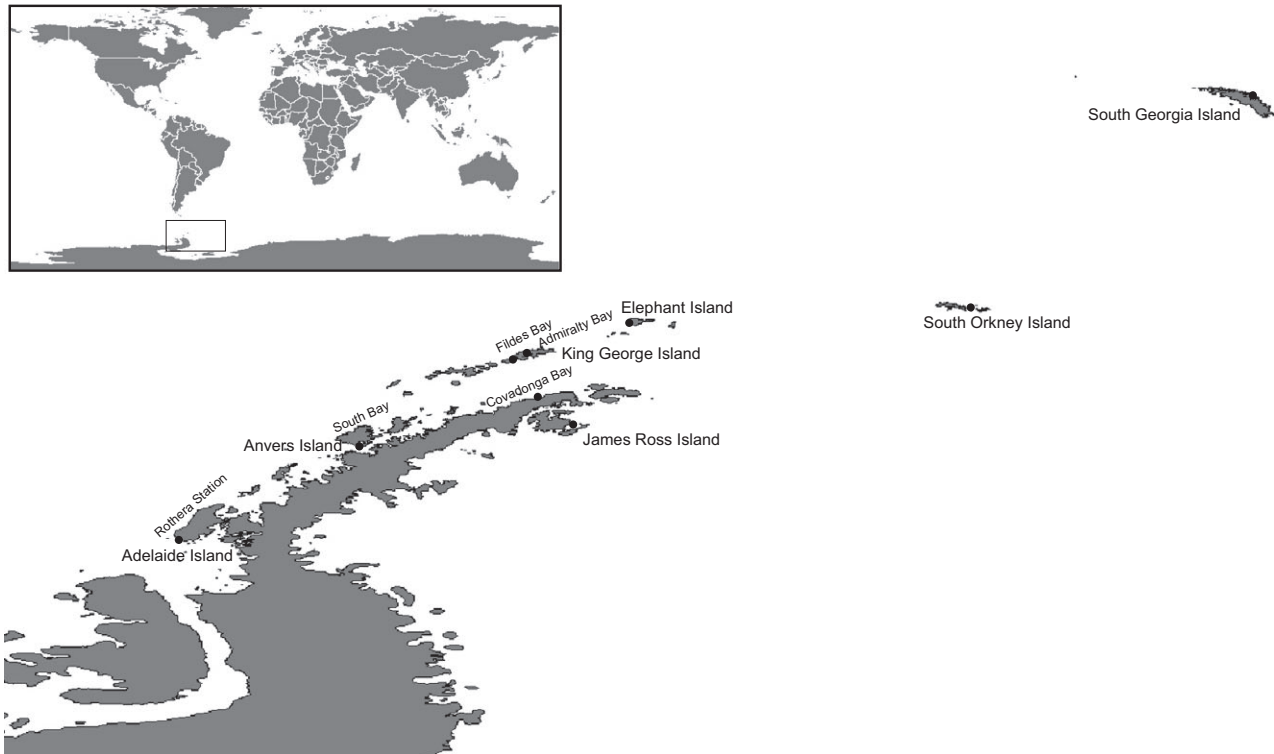 South Georgia Island
Elephant Island
South Orkney Island
Fildes Bay
Admiralty Bay
King George Island
Covadonga Bay
South Bay
James Ross Island
Anvers Island
Rothera Station
Adelaide Island